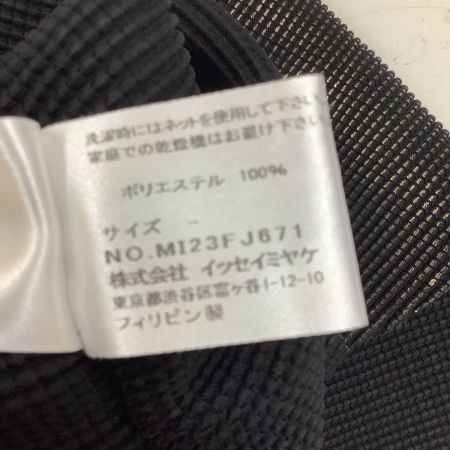 洗濯時にはネットを使用して下さい。
家庭での乾燥機はお避け下さい。
ポリエステル 100%
サイズ −
NO.MI23FJ671
株式会社 イッセイミヤケ
東京都渋谷区富ヶ谷1-12-10
フィリピン製